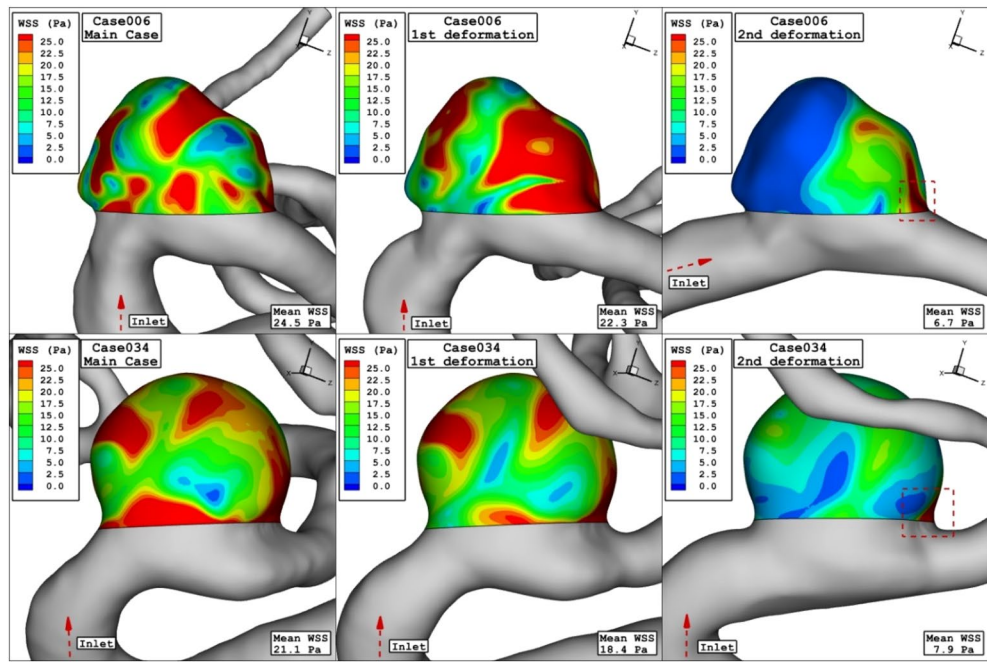 Case006
Main Case
WSS (Pa)
25.0
22.5
20.0
17.5
15.0
12.5
10.0
7.5
5.0
2.5
0.0
Y
Z
Inlet
Mean WSS
24.5 Pa
Case006
1st deformation
WSS (Pa)
25.0
22.5
20.0
17.5
15.0
12.5
10.0
7.5
5.0
2.5
0.0
Y
Z
Inlet
Mean WSS
22.3 Pa
Case006
2nd deformation
WSS (Pa)
25.0
22.5
20.0
17.5
15.0
12.5
10.0
7.5
5.0
2.5
0.0
Y
Z
Inlet
Mean WSS
6.7 Pa
Case034
Main Case
WSS (Pa)
25.0
22.5
20.0
17.5
15.0
12.5
10.0
7.5
5.0
2.5
0.0
Y
X
Z
Inlet
Mean WSS
21.1 Pa
Case034
1st deformation
WSS (Pa)
25.0
22.5
20.0
17.5
15.0
12.5
10.0
7.5
5.0
2.5
0.0
Y
X
Z
Inlet
Mean WSS
18.4 Pa
Case034
2nd deformation
WSS (Pa)
25.0
22.5
20.0
17.5
15.0
12.5
10.0
7.5
5.0
2.5
0.0
Y
X
Z
Inlet
Mean WSS
7.9 Pa